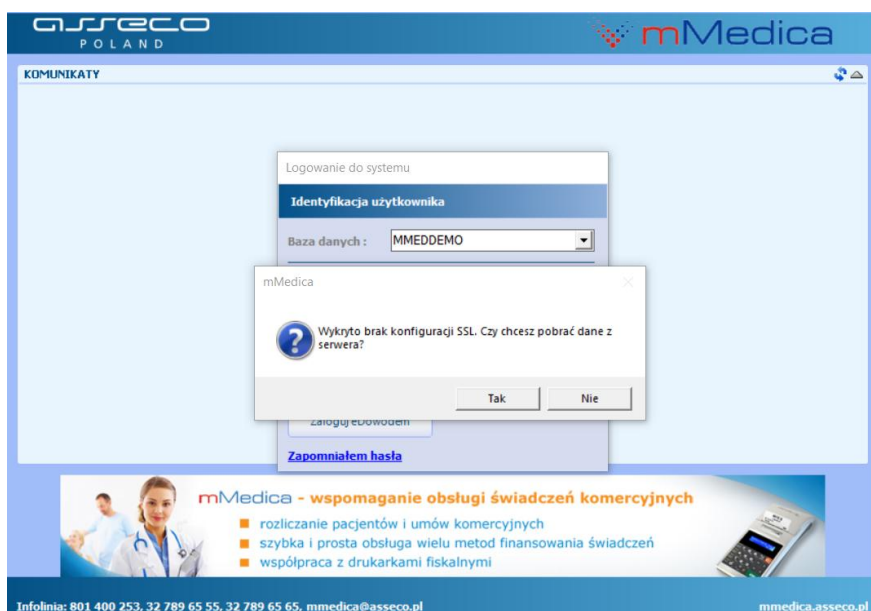 asseco
POLAND
mMedica
KOMUNIKATY
Logowanie do systemu
Identyfikacja użytkownika
Baza danych :
MMEDDEMO
mMedica
Wykryto brak konfiguracji SSL. Czy chcesz pobrać dane z
serwera?
Tak
Nie
Zaloguj eDowodem
Zapomniałem hasła
mMedica - wspomaganie obsługi świadczeń komercyjnych
rozliczanie pacjentów i umów komercyjnych
szybka i prosta obsługa wielu metod finansowania świadczeń
współpraca z drukarkami fiskalnymi
Infolinia: 801 400 253, 32 789 65 55, 32 789 65 65, mmedica@asseco.pl
mmedica.asseco.pl